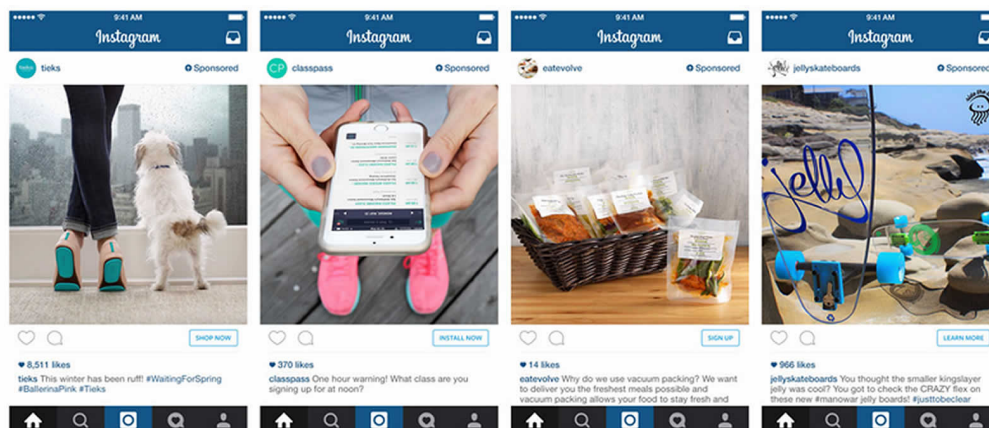 9:41 AM
Instagram
tieks
Sponsored
SHOP NOW
8,511 likes
tieks This winter has been ruff! #WaitingForSpring
#BallerinaPink #Tieks
9:41 AM
Instagram
CP
classpass
Sponsored
INSTALL NOW
370 likes
classpass One hour warning! What class are you
signing up for at noon?
9:41 AM
Instagram
eatevolve
Sponsored
SIGN UP
14 likes
eatevolve Why do we use vacuum packing? We want
to deliver you the freshest meals possible and
vacuum packing allows your food to stay fresh and
9:41 AM
Instagram
jellyskateboards
Sponsored
jelly
LEARN MORE
966 likes
jellyskateboards You thought the smaller kingslayer
jelly was cool? You got to check the CRAZY flex on
these new #manowar jelly boards! #justtobeclear